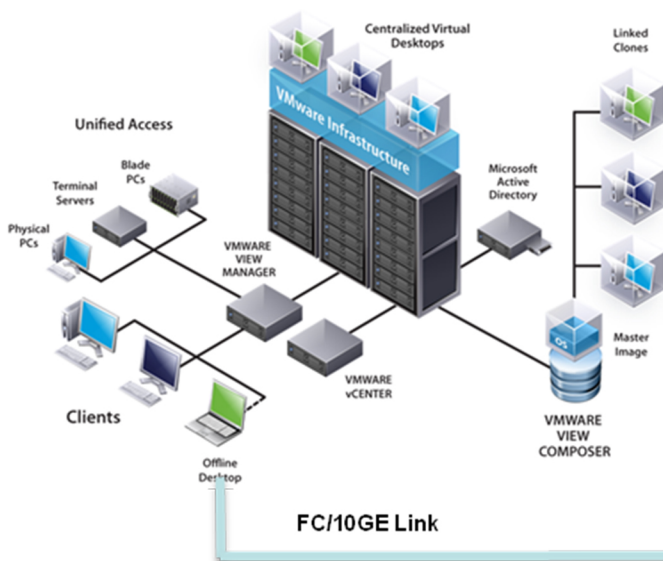 Centralized Virtual
Desktops
Linked
Clones
VMware Infrastructure
Unified Access
Blade
PCs
Terminal
Servers
Physical
PCs
Microsoft
Active
Directory
VMWARE
VIEW
MANAGER
OS
Master
Image
VMWARE
vCENTER
Clients
VMWARE
VIEW
COMPOSER
Offline
Desktop
FC/10GE Link